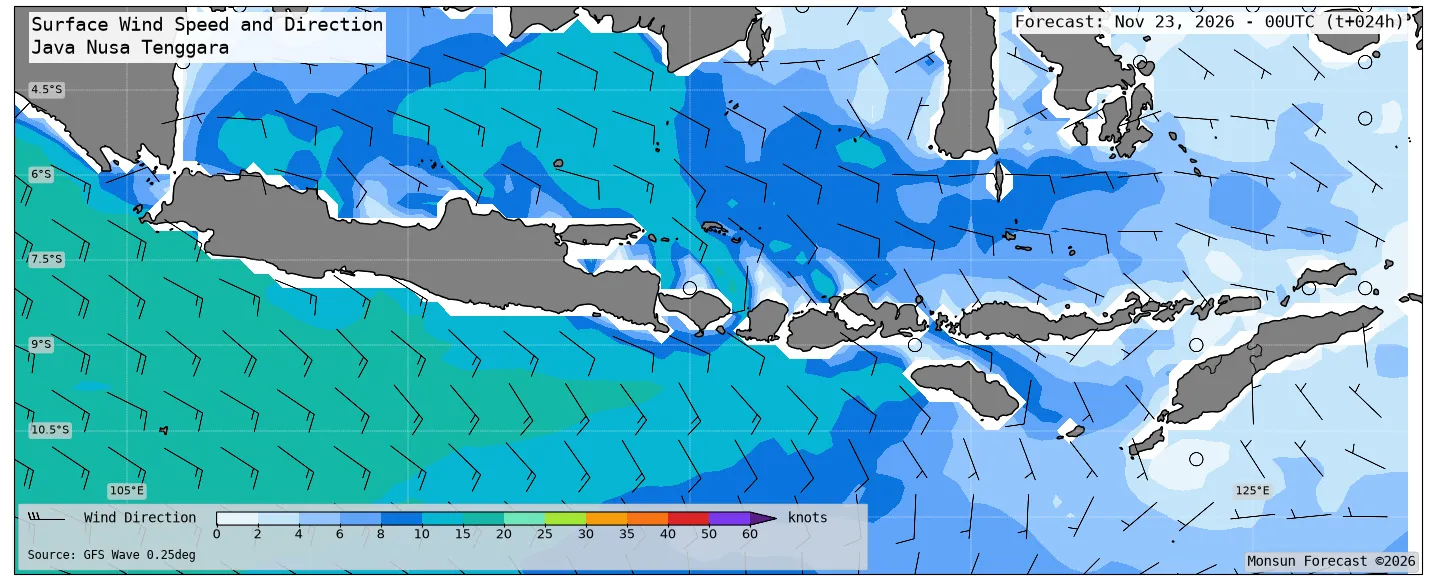 Surface Wind Speed and Direction
Java Nusa Tenggara
Forecast: Nov 23, 2026 - 00UTC (t+024h)
4.5°S
6°S
7.5°S
9°S
10.5°S
105°E
125°E
Wind Direction
knots
0 2 4 6 8 10 15 20 25 30 35 40 50 60
Source: GFS Wave 0.25deg
Monsun Forecast ©2026